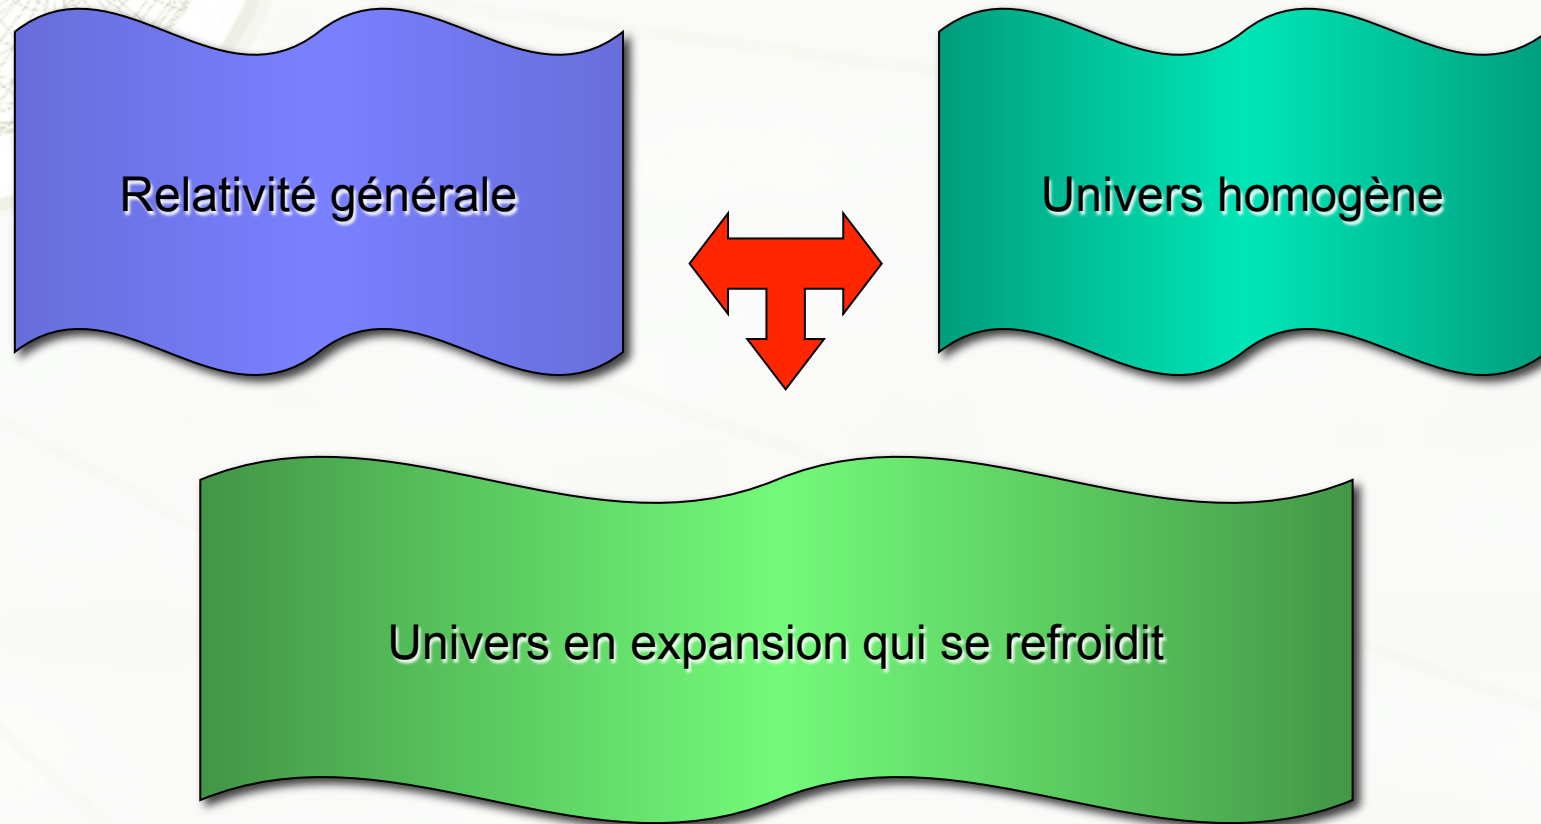 Relativité générale
Univers homogène
Univers en expansion qui se refroidit